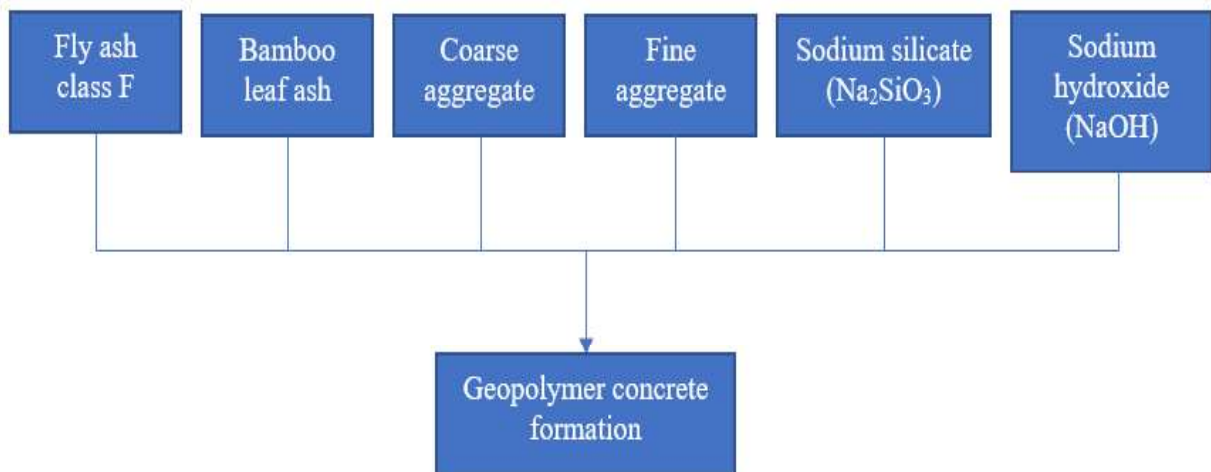 Fly ash
class F
Bamboo
leaf ash
Coarse
aggregate
Fine
aggregate
Sodium silicate
(Na₂SiO₃)
Sodium
hydroxide
(NaOH)
Geopolymer concrete
formation